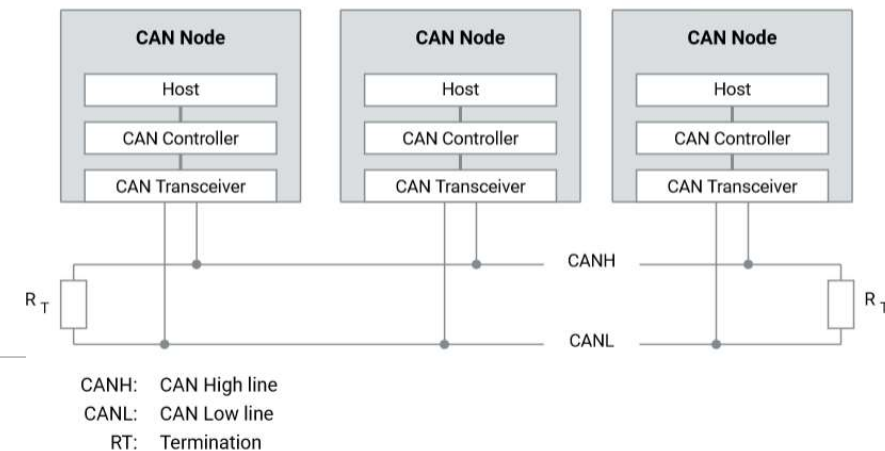 CAN Node CAN Node CAN Node
Host Host Host
CAN Controller CAN Controller CAN Controller
CAN Transceiver CAN Transceiver CAN Transceiver
CANH
R T R T
CANL
CANH: CAN High line
CANL: CAN Low line
RT: Termination